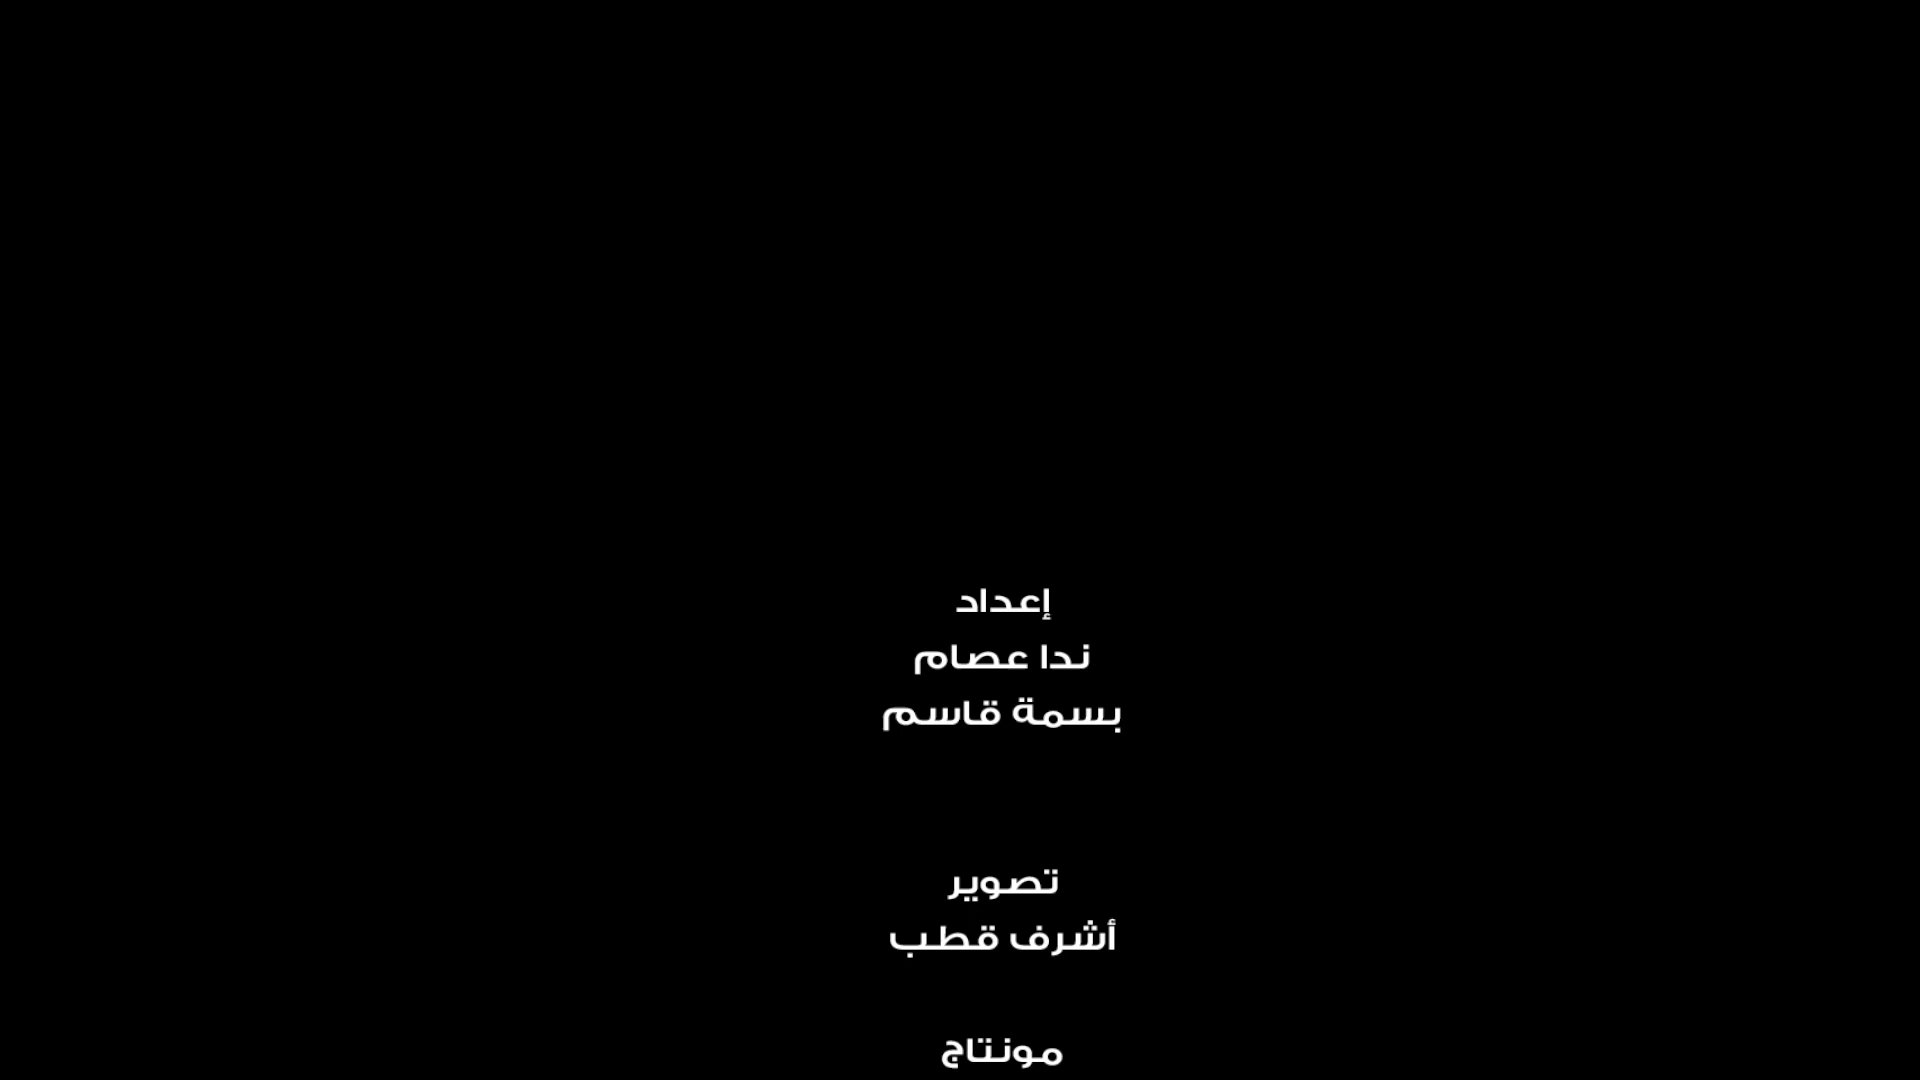 إعداد
ندا عصام
بسمة قاسم
تصوير
أشرف قطب
مونتاج